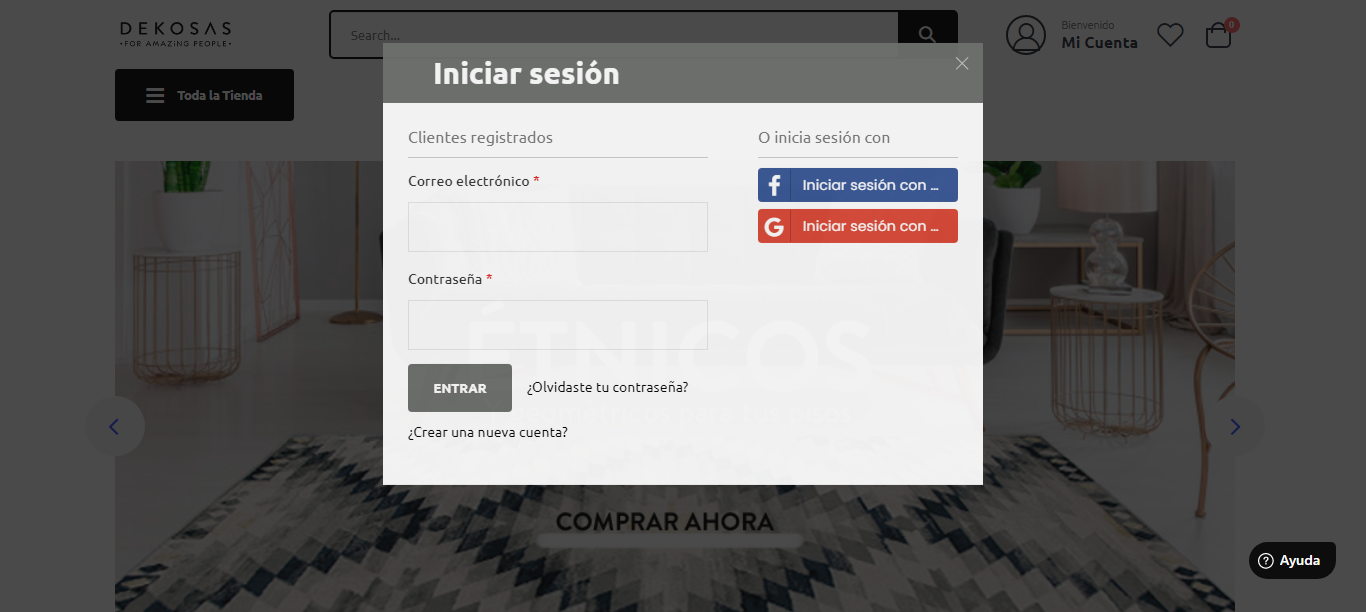 DEKOSAS
•FOR AMAZING PEOPLE•
Search...
Bienvenido
Mi Cuenta
0
Toda la Tienda
Iniciar sesión
Clientes registrados
O inicia sesión con
Correo electrónico *
Iniciar sesión con ...
Iniciar sesión con ...
Contraseña *
ÉTNICOS
ENTRAR
¿Olvidaste tu contraseña?
¿Crear una nueva cuenta?
COMPRAR AHORA
Ayuda